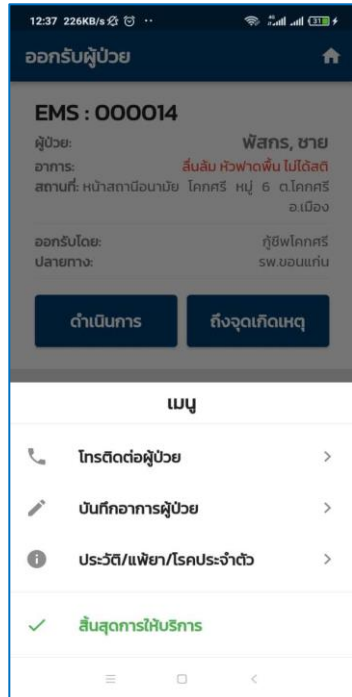 12:37 226KB/s
31
ออกรับผู้ป่วย
EMS : 000014
ผู้ป่วย: พัสกร, ชาย
อาการ: ลื่นล้ม หัวฟาดพื้น ไม่ได้สติ
สถานที่: หน้าสถานีอนามัย โคกศรี หมู่ 6 ต.โคกศรี
อ.เมือง
ออกรับโดย: กู้ชีพโคกศรี
ปลายทาง: รพ.ขอนแก่น
ดำเนินการ ถึงจุดเกิดเหตุ
เมนู
โทรติดต่อผู้ป่วย
บันทึกอาการผู้ป่วย
ประวัติ/แพ้ยา/โรคประจำตัว
สิ้นสุดการให้บริการ